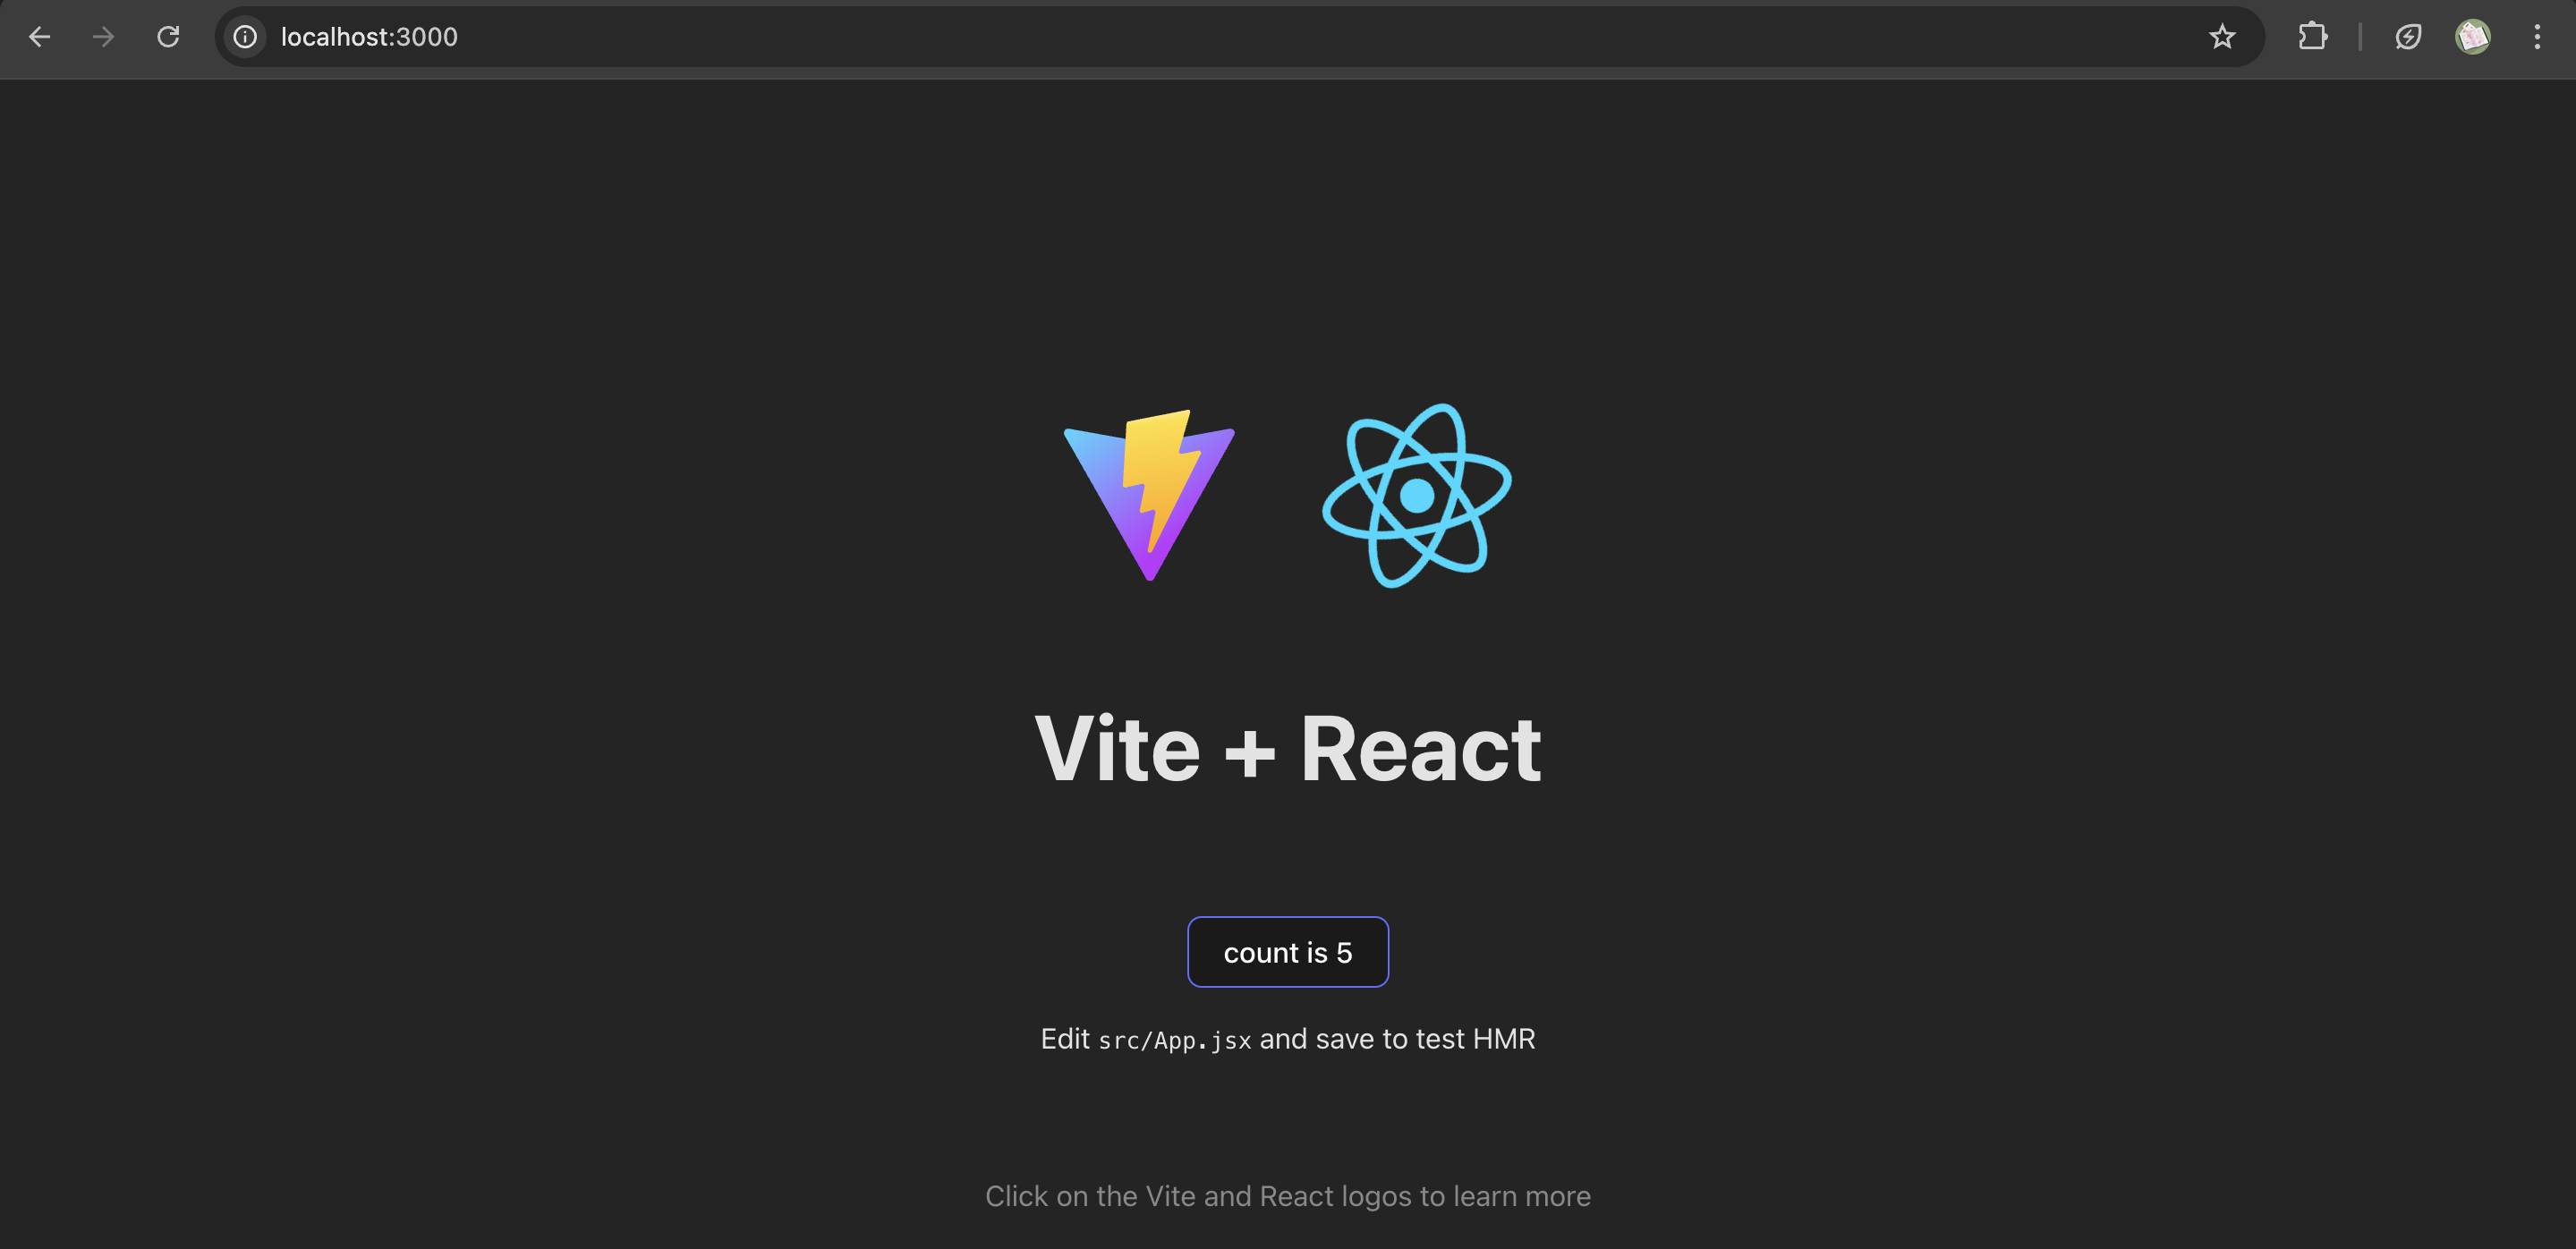 localhost:3000
Vite + React
count is 5
Edit src/App.jsx and save to test HMR
Click on the Vite and React logos to learn more